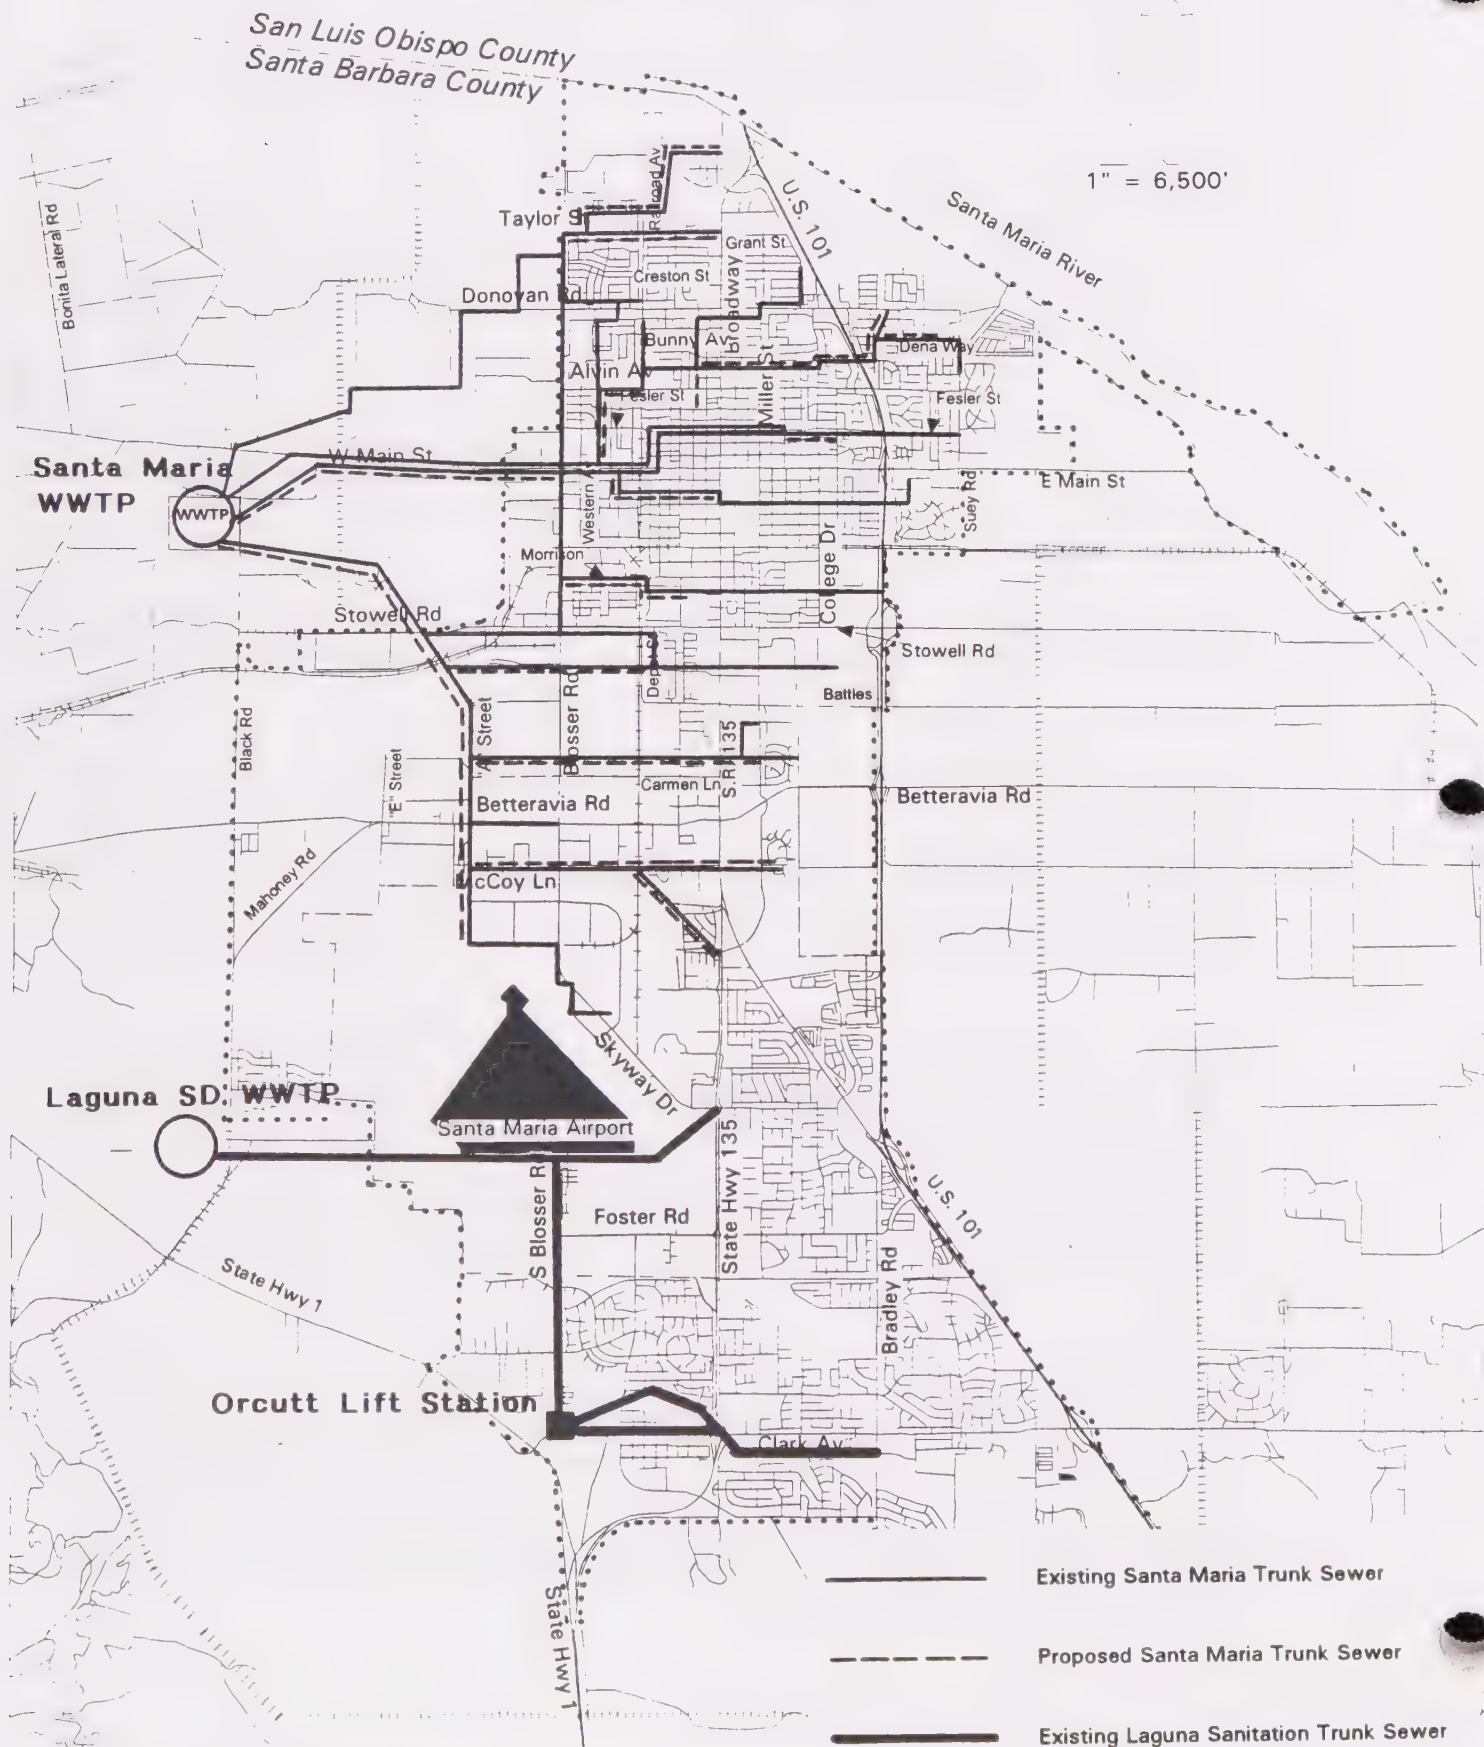 San Luis Obispo County
Santa Barbara County
1" = 6,500'
Santa Maria River
U.S. 101
Bonita Lateral Rd
Railroad Av
Taylor St
Grant St
Broadway
Creston St
Donovan Rd
Bunny Av
Miller St
Dena Way
Alvin Av
Fesler St
Fesler St
W Main St
Santa Maria
WWTP
WWTP
E Main St
Suey Rd
Western Av
College Dr
Morrison
Stowell Rd
Stowell Rd
Depot St
Battles
Black Rd
"A" Street
Blosser Rd
S.R. 135
"E" Street
Carmen Ln
Betteravia Rd
Betteravia Rd
Mahoney Rd
McCoy Ln
Skyway Dr
Laguna SD WWTP
Santa Maria Airport
S Blosser Rd
State Hwy 135
Foster Rd
U.S. 101
Bradley Rd
State Hwy 1
Orcutt Lift Station
Clark Av
State Hwy 1
Existing Santa Maria Trunk Sewer
Proposed Santa Maria Trunk Sewer
Existing Laguna Sanitation Trunk Sewer